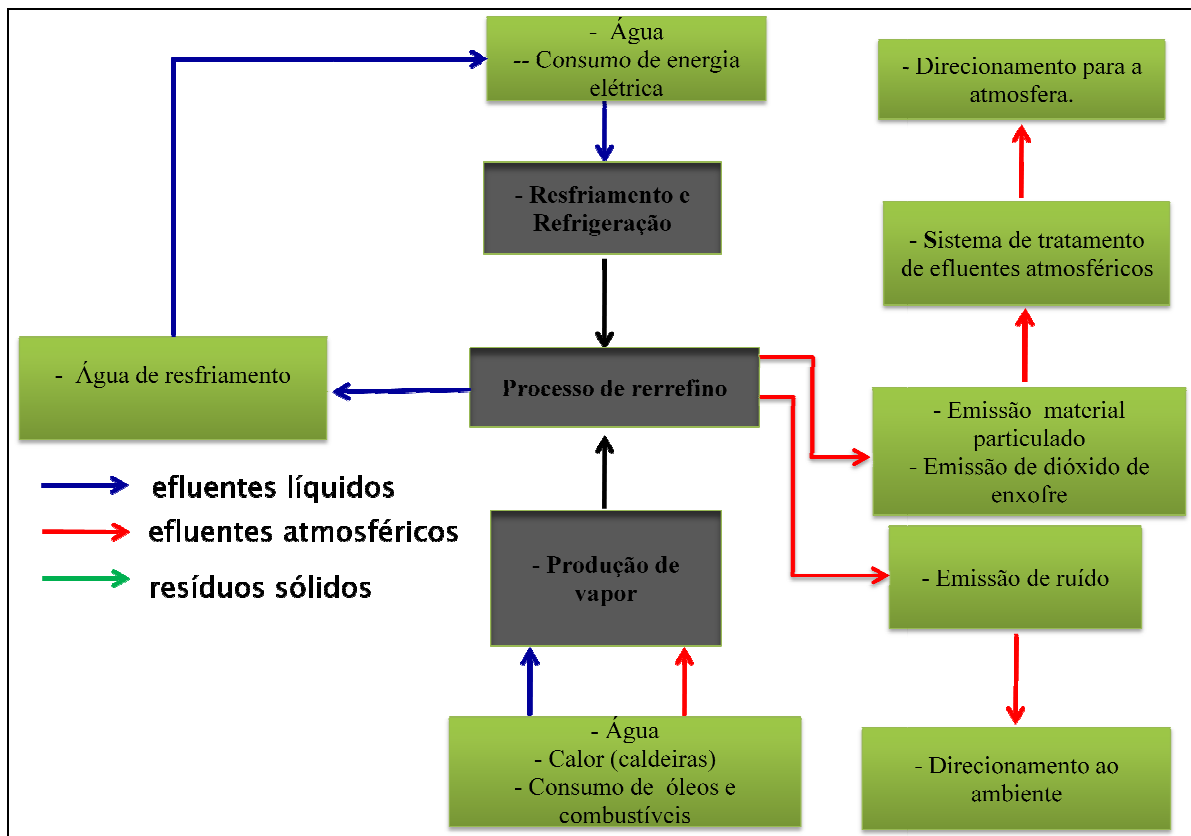 - Água
-- Consumo de energia
elétrica
- Direcionamento para a
atmosfera.
- Resfriamento e
Refrigeração
- Sistema de tratamento
de efluentes atmosféricos
- Água de resfriamento
Processo de rerrefino
- Emissão material
particulado
- Emissão de dióxido de
enxofre
efluentes líquidos
efluentes atmosféricos
resíduos sólidos
- Produção de
vapor
- Emissão de ruído
- Água
- Calor (caldeiras)
- Consumo de óleos e
combustíveis
- Direcionamento ao
ambiente